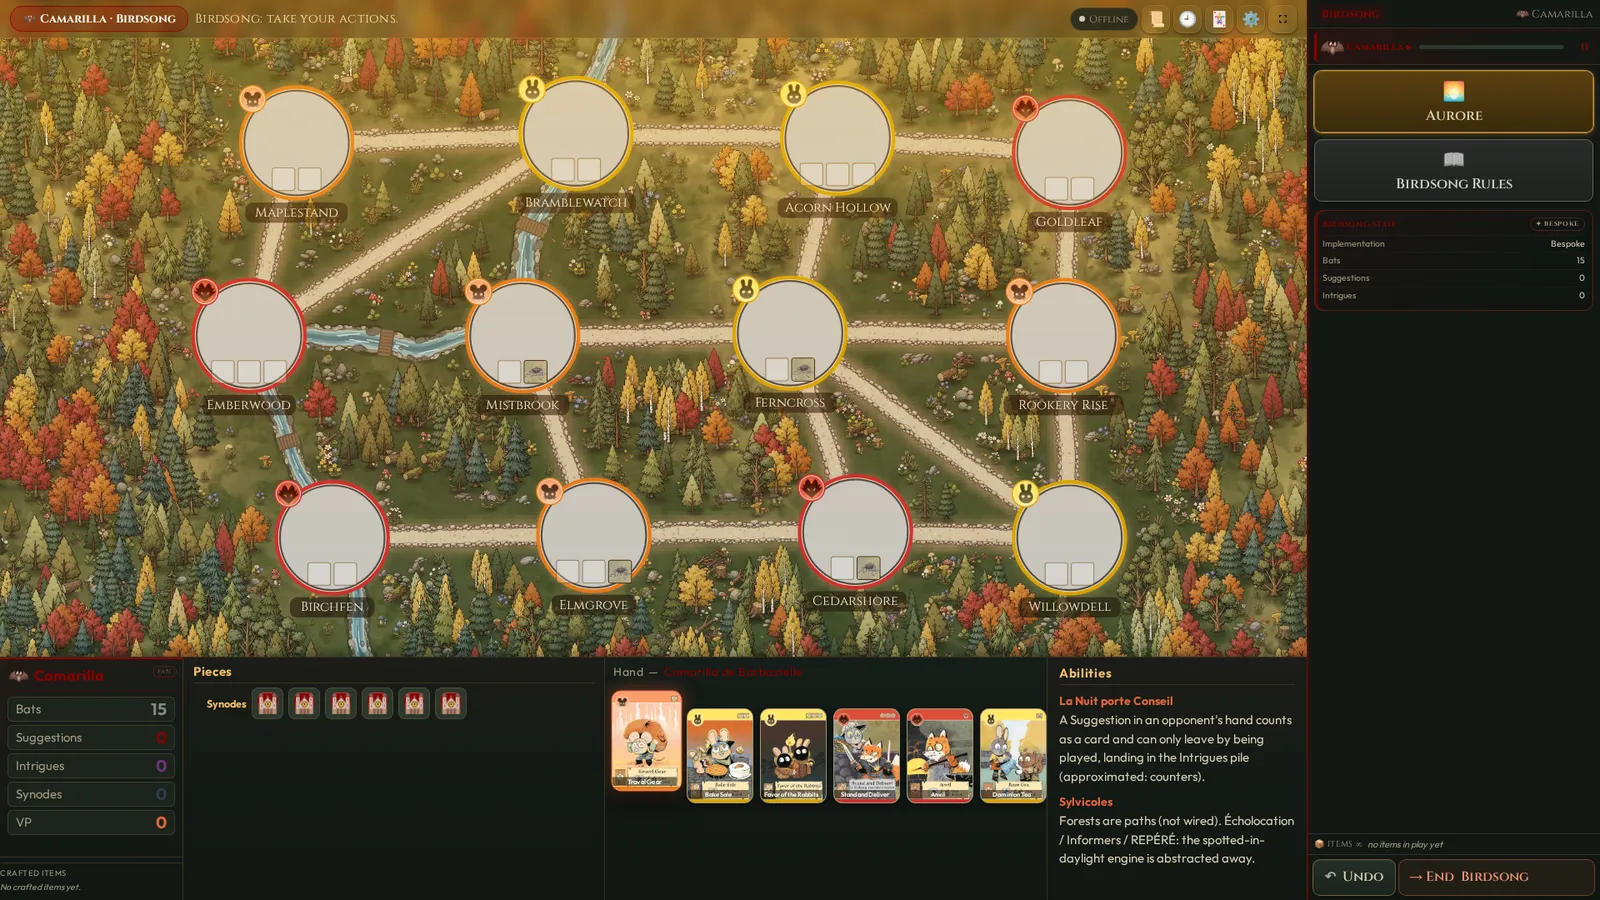 Camarilla · Birdsong
Birdsong: take your actions.
Offline
Birdsong
Camarilla
Camarilla
Aurore
Birdsong Rules
Birdsong State
✦ Bespoke
Implementation Bespoke
Bats 15
Suggestions 0
Intrigues 0
Maplestand
Bramblewatch
Acorn Hollow
Goldleaf
Emberwood
Mistbrook
Ferncross
Rookery Rise
Birchfen
Elmgrove
Cedarshore
Willowdell
Camarilla
FAN
Bats 15
Suggestions 0
Intrigues 0
Synodes 0
VP 0
CRAFTED ITEMS
No crafted items yet.
Pieces
Synodes
Hand — Camarilla de Barbastelle
Travel Gear
Bake Sale
Favor of the Rabbits
Stand and Deliver
Anvil
Abilities
La Nuit porte Conseil
A Suggestion in an opponent's hand counts
as a card and can only leave by being
played, landing in the Intrigues pile
(approximated: counters).
Sylvicoles
Forests are paths (not wired). Écholocation
/ Informers / REPÉRÉ: the spotted-in-
daylight engine is abstracted away.
ITEMS ∞ no items in play yet
↶ Undo
→ End Birdsong